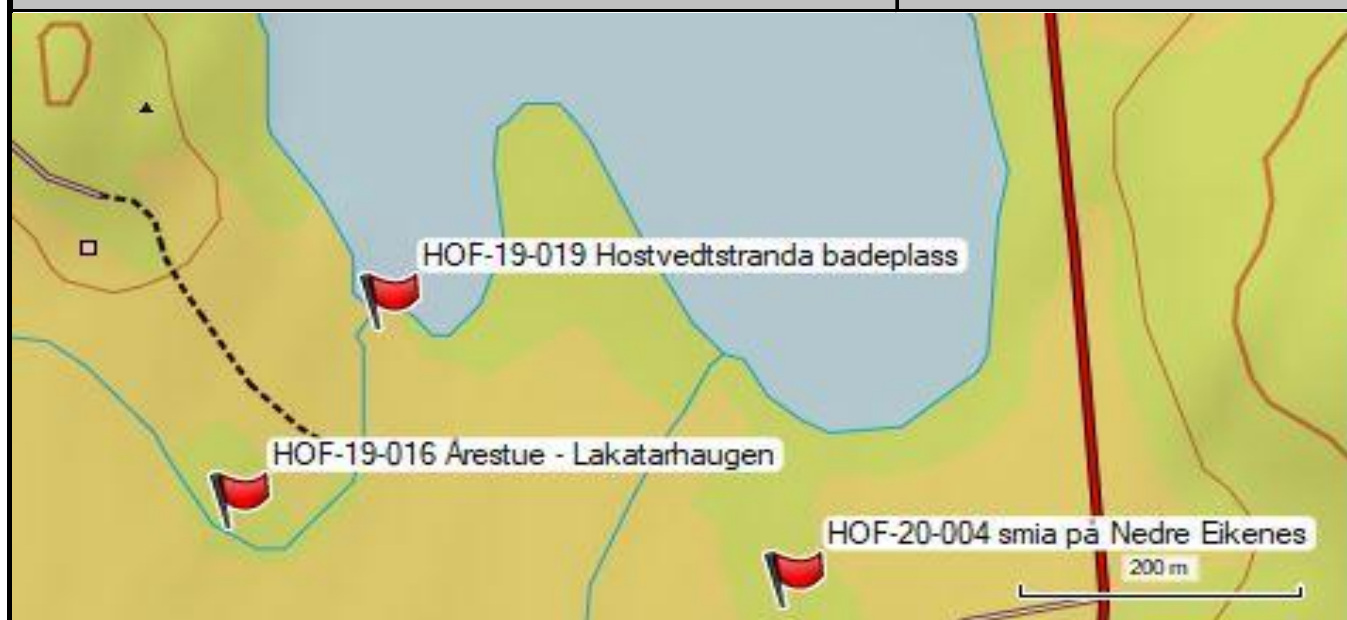 HOF-19-019 Hostvedtstranda badeplass
HOF-19-016 Årestue - Lakatarhaugen
HOF-20-004 smia på Nedre Eikenes
200 m